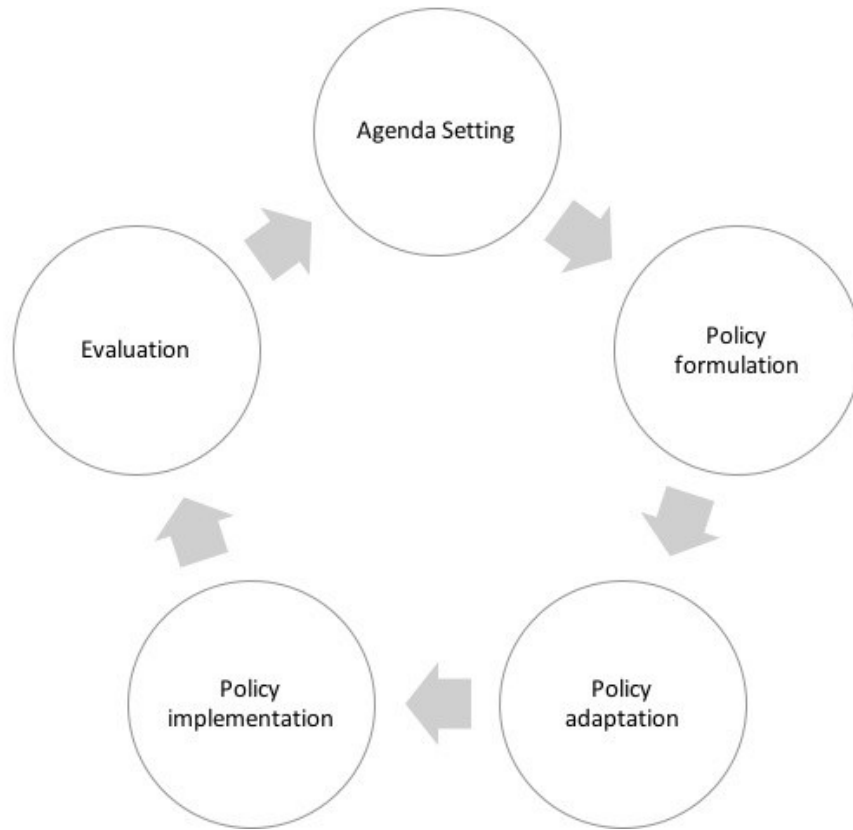 Agenda Setting
Policy
formulation
Policy
adaptation
Policy
implementation
Evaluation